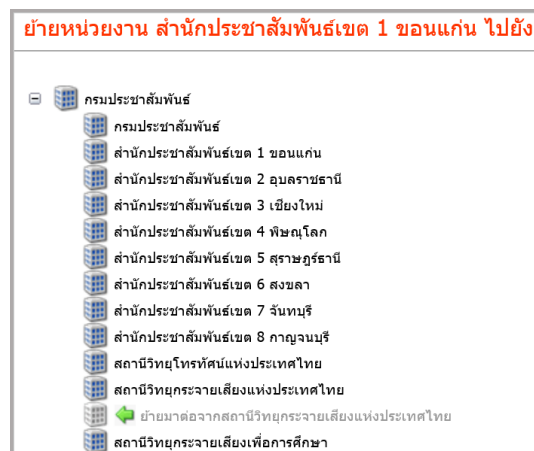 ย้ายหน่วยงาน สำนักประชาสัมพันธ์เขต 1 ขอนแก่น ไปยัง
กรมประชาสัมพันธ์
กรมประชาสัมพันธ์
สำนักประชาสัมพันธ์เขต 1 ขอนแก่น
สำนักประชาสัมพันธ์เขต 2 อุบลราชธานี
สำนักประชาสัมพันธ์เขต 3 เชียงใหม่
สำนักประชาสัมพันธ์เขต 4 พิษณุโลก
สำนักประชาสัมพันธ์เขต 5 สุราษฎร์ธานี
สำนักประชาสัมพันธ์เขต 6 สงขลา
สำนักประชาสัมพันธ์เขต 7 จันทบุรี
สำนักประชาสัมพันธ์เขต 8 กาญจนบุรี
สถานีวิทยุโทรทัศน์แห่งประเทศไทย
สถานีวิทยุกระจายเสียงแห่งประเทศไทย
ย้ายมาต่อจากสถานีวิทยุกระจายเสียงแห่งประเทศไทย
สถานีวิทยุกระจายเสียงเพื่อการศึกษา